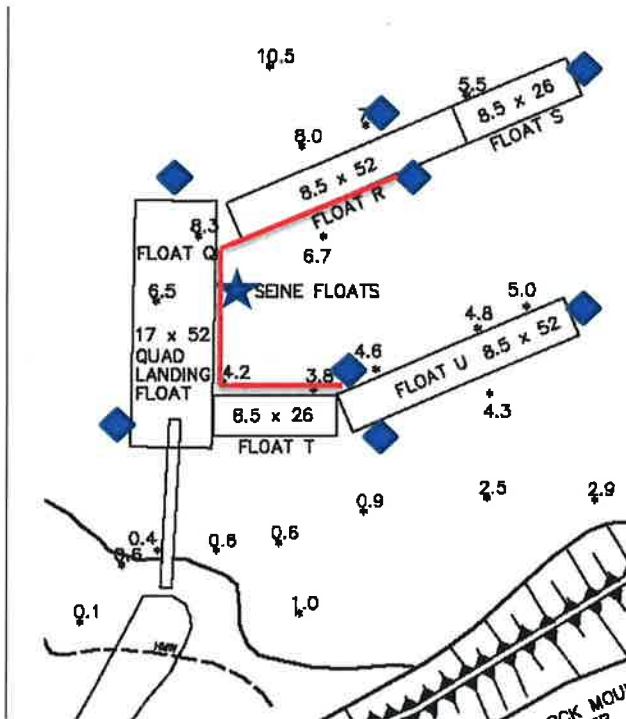 10.5
5.5
8.5 x 26
FLOAT S
8.0
8.5 x 52
FLOAT R
8.3
FLOAT Q
6.7
6.5
SEINE FLOATS
17 x 52
QUAD
LANDING
FLOAT
5.0
4.8
4.6
4.2
3.8
FLOAT U 8.5 x 52
8.5 x 26
4.3
FLOAT T
2.5
2.9
0.9
0.4
0.6
0.6
1.0
0.1
HWM